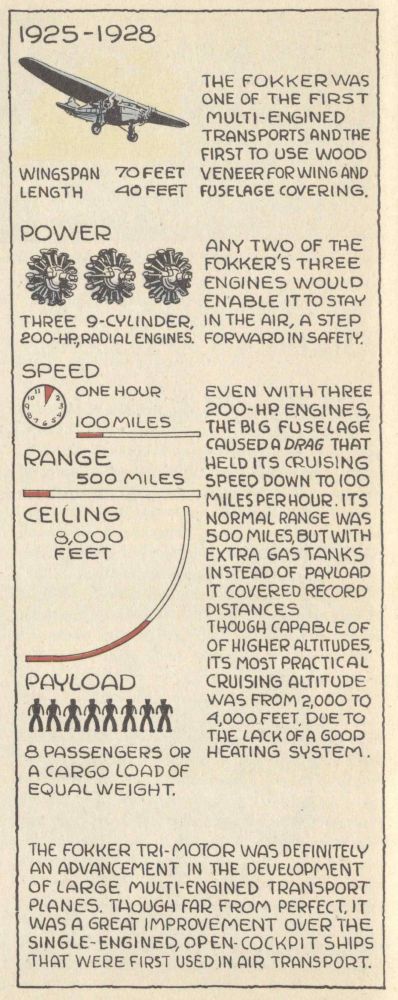 1925-1928
THE FOKKER WAS
ONE OF THE FIRST
MULTI-ENGINED
TRANSPORTS AND THE
FIRST TO USE WOOD
VENEER FOR WING AND
FUSELAGE COVERING.
WINGSPAN 70 FEET
LENGTH 40 FEET
POWER
THREE 9-CYLINDER,
200-HP, RADIAL ENGINES.
ANY TWO OF THE
FOKKER'S THREE
ENGINES WOULD
ENABLE IT TO STAY
IN THE AIR, A STEP
FORWARD IN SAFETY.
SPEED
ONE HOUR
100 MILES
RANGE
500 MILES
CEILING
8,000
FEET
EVEN WITH THREE
200-HP. ENGINES,
THE BIG FUSELAGE
CAUSED A DRAG THAT
HELD ITS CRUISING
SPEED DOWN TO 100
MILES PER HOUR. ITS
NORMAL RANGE WAS
500 MILES, BUT WITH
EXTRA GAS TANKS
INSTEAD OF PAYLOAD
IT COVERED RECORD
DISTANCES
THOUGH CAPABLE OF
OF HIGHER ALTITUDES,
ITS MOST PRACTICAL
CRUISING ALTITUDE
WAS FROM 2,000 TO
4,000 FEET, DUE TO
THE LACK OF A GOOD
HEATING SYSTEM.
PAYLOAD
8 PASSENGERS OR
A CARGO LOAD OF
EQUAL WEIGHT.
THE FOKKER TRI-MOTOR WAS DEFINITELY
AN ADVANCEMENT IN THE DEVELOPMENT
OF LARGE MULTI-ENGINED TRANSPORT
PLANES. THOUGH FAR FROM PERFECT, IT
WAS A GREAT IMPROVEMENT OVER THE
SINGLE-ENGINED, OPEN-COCKPIT SHIPS
THAT WERE FIRST USED IN AIR TRANSPORT.